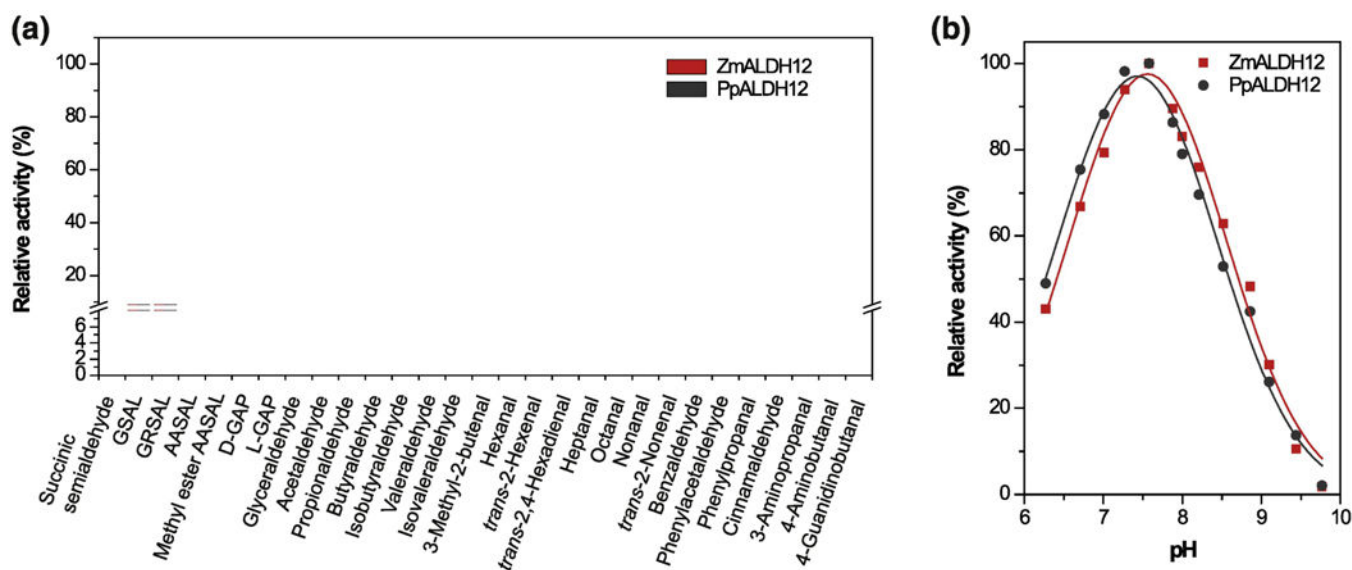 (a)
Relative activity (%)
100
80
60
40
20
6
4
2
0
ZmALDH12
PpALDH12
Succinic
semialdehyde
GSAL
GRSAL
AASAL
Methyl ester AASAL
D-GAP
L-GAP
Glyceraldehyde
Acetaldehyde
Propionaldehyde
Butyraldehyde
Isobutyraldehyde
Valeraldehyde
Isovaleraldehyde
3-Methyl-2-butenal
Hexanal
trans-2-Hexenal
trans-2,4-Hexadienal
Heptanal
Octanal
Nonanal
trans-2-Nonenal
Benzaldehyde
Phenylacetaldehyde
Phenylpropanal
Cinnamaldehyde
3-Aminopropanal
4-Aminobutanal
4-Guanidinobutanal
(b)
Relative activity (%)
100
80
60
40
20
0
ZmALDH12
PpALDH12
6 7 8 9 10
pH